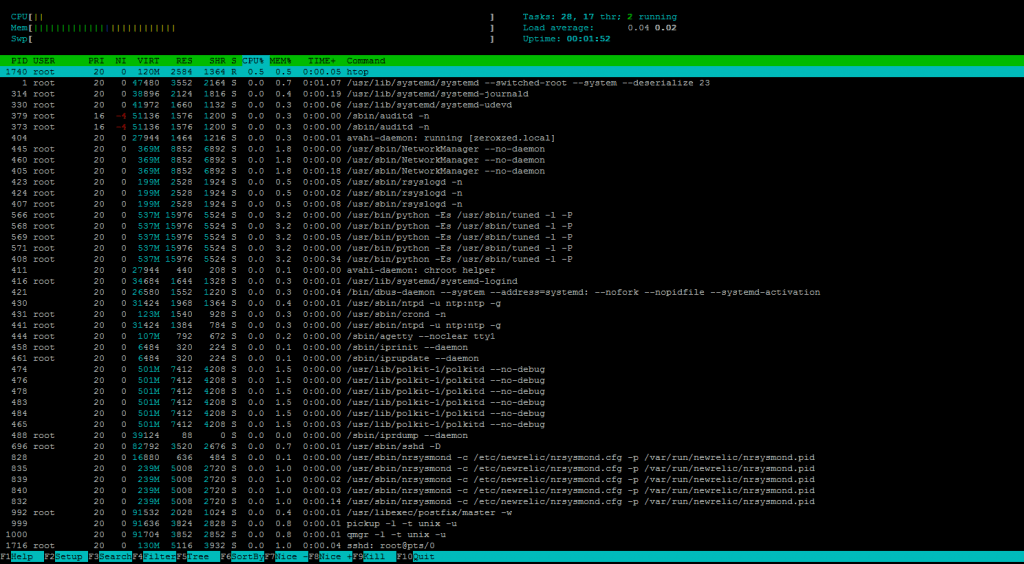 CPU[|| ] Tasks: 28, 17 thr; 2 running
Mem[|||||||||||||||||||||||||| ] Load average: 0.04 0.02
Swp[ ] Uptime: 00:01:52
PID USER PRI NI VIRT RES SHR S CPU% MEM% TIME+ Command
1740 root 20 0 120M 2584 1364 R 0.5 0.5 0:00.05 htop
1 root 20 0 47480 3552 2164 S 0.0 0.7 0:01.07 /usr/lib/systemd/systemd --switched-root --system --deserialize 23
314 root 20 0 38896 2124 1816 S 0.0 0.4 0:00.19 /usr/lib/systemd/systemd-journald
330 root 20 0 41972 1660 1132 S 0.0 0.3 0:00.06 /usr/lib/systemd/systemd-udevd
379 root 16 -4 51136 1576 1200 S 0.0 0.3 0:00.00 /sbin/auditd -n
373 root 16 -4 51136 1576 1200 S 0.0 0.3 0:00.00 /sbin/auditd -n
404 20 0 27944 1464 1216 S 0.0 0.3 0:00.01 avahi-daemon: running [zeroxzed.local]
445 root 20 0 369M 8852 6892 S 0.0 1.8 0:00.00 /usr/sbin/NetworkManager --no-daemon
460 root 20 0 369M 8852 6892 S 0.0 1.8 0:00.00 /usr/sbin/NetworkManager --no-daemon
405 root 20 0 369M 8852 6892 S 0.0 1.8 0:00.18 /usr/sbin/NetworkManager --no-daemon
423 root 20 0 199M 2528 1924 S 0.0 0.5 0:00.05 /usr/sbin/rsyslogd -n
424 root 20 0 199M 2528 1924 S 0.0 0.5 0:00.02 /usr/sbin/rsyslogd -n
407 root 20 0 199M 2528 1924 S 0.0 0.5 0:00.08 /usr/sbin/rsyslogd -n
566 root 20 0 537M 15976 5524 S 0.0 3.2 0:00.00 /usr/bin/python -Es /usr/sbin/tuned -l -P
568 root 20 0 537M 15976 5524 S 0.0 3.2 0:00.00 /usr/bin/python -Es /usr/sbin/tuned -l -P
569 root 20 0 537M 15976 5524 S 0.0 3.2 0:00.05 /usr/bin/python -Es /usr/sbin/tuned -l -P
571 root 20 0 537M 15976 5524 S 0.0 3.2 0:00.00 /usr/bin/python -Es /usr/sbin/tuned -l -P
408 root 20 0 537M 15976 5524 S 0.0 3.2 0:00.34 /usr/bin/python -Es /usr/sbin/tuned -l -P
411 20 0 27944 440 208 S 0.0 0.1 0:00.00 avahi-daemon: chroot helper
416 root 20 0 34684 1644 1328 S 0.0 0.3 0:00.01 /usr/lib/systemd/systemd-logind
421 20 0 26580 1552 1220 S 0.0 0.3 0:00.04 /bin/dbus-daemon --system --address=systemd: --nofork --nopidfile --systemd-activation
430 20 0 31424 1968 1364 S 0.0 0.4 0:00.01 /usr/sbin/ntpd -u ntp:ntp -g
431 root 20 0 123M 1540 928 S 0.0 0.3 0:00.00 /usr/sbin/crond -n
441 root 20 0 31424 1384 784 S 0.0 0.3 0:00.00 /usr/sbin/ntpd -u ntp:ntp -g
444 root 20 0 107M 792 672 S 0.0 0.2 0:00.00 /sbin/agetty --noclear tty1
458 root 20 0 6484 320 224 S 0.0 0.1 0:00.00 /sbin/iprinit --daemon
461 root 20 0 6484 320 224 S 0.0 0.1 0:00.00 /sbin/iprupdate --daemon
474 20 0 501M 7412 4208 S 0.0 1.5 0:00.00 /usr/lib/polkit-1/polkitd --no-debug
476 20 0 501M 7412 4208 S 0.0 1.5 0:00.00 /usr/lib/polkit-1/polkitd --no-debug
478 20 0 501M 7412 4208 S 0.0 1.5 0:00.00 /usr/lib/polkit-1/polkitd --no-debug
483 20 0 501M 7412 4208 S 0.0 1.5 0:00.00 /usr/lib/polkit-1/polkitd --no-debug
484 20 0 501M 7412 4208 S 0.0 1.5 0:00.00 /usr/lib/polkit-1/polkitd --no-debug
465 20 0 501M 7412 4208 S 0.0 1.5 0:00.03 /usr/lib/polkit-1/polkitd --no-debug
488 root 20 0 39124 88 0 S 0.0 0.0 0:00.00 /sbin/iprdump --daemon
696 root 20 0 82792 3520 2676 S 0.0 0.7 0:00.01 /usr/sbin/sshd -D
828 20 0 16880 636 484 S 0.0 0.1 0:00.00 /usr/sbin/nrsysmond -c /etc/newrelic/nrsysmond.cfg -p /var/run/newrelic/nrsysmond.pid
835 20 0 239M 5008 2720 S 0.0 1.0 0:00.00 /usr/sbin/nrsysmond -c /etc/newrelic/nrsysmond.cfg -p /var/run/newrelic/nrsysmond.pid
839 20 0 239M 5008 2720 S 0.0 1.0 0:00.02 /usr/sbin/nrsysmond -c /etc/newrelic/nrsysmond.cfg -p /var/run/newrelic/nrsysmond.pid
840 20 0 239M 5008 2720 S 0.0 1.0 0:00.03 /usr/sbin/nrsysmond -c /etc/newrelic/nrsysmond.cfg -p /var/run/newrelic/nrsysmond.pid
832 20 0 239M 5008 2720 S 0.0 1.0 0:00.14 /usr/sbin/nrsysmond -c /etc/newrelic/nrsysmond.cfg -p /var/run/newrelic/nrsysmond.pid
992 root 20 0 91532 2028 1024 S 0.0 0.4 0:00.01 /usr/libexec/postfix/master -w
999 20 0 91636 3824 2828 S 0.0 0.8 0:00.01 pickup -l -t unix -u
1000 20 0 91704 3852 2852 S 0.0 0.8 0:00.01 qmgr -l -t unix -u
1716 root 20 0 130M 5116 3932 S 0.0 1.0 0:00.04 sshd: root@pts/0
F1Help F2Setup F3SearchF4FilterF5Tree F6SortByF7Nice -F8Nice +F9Kill F10Quit